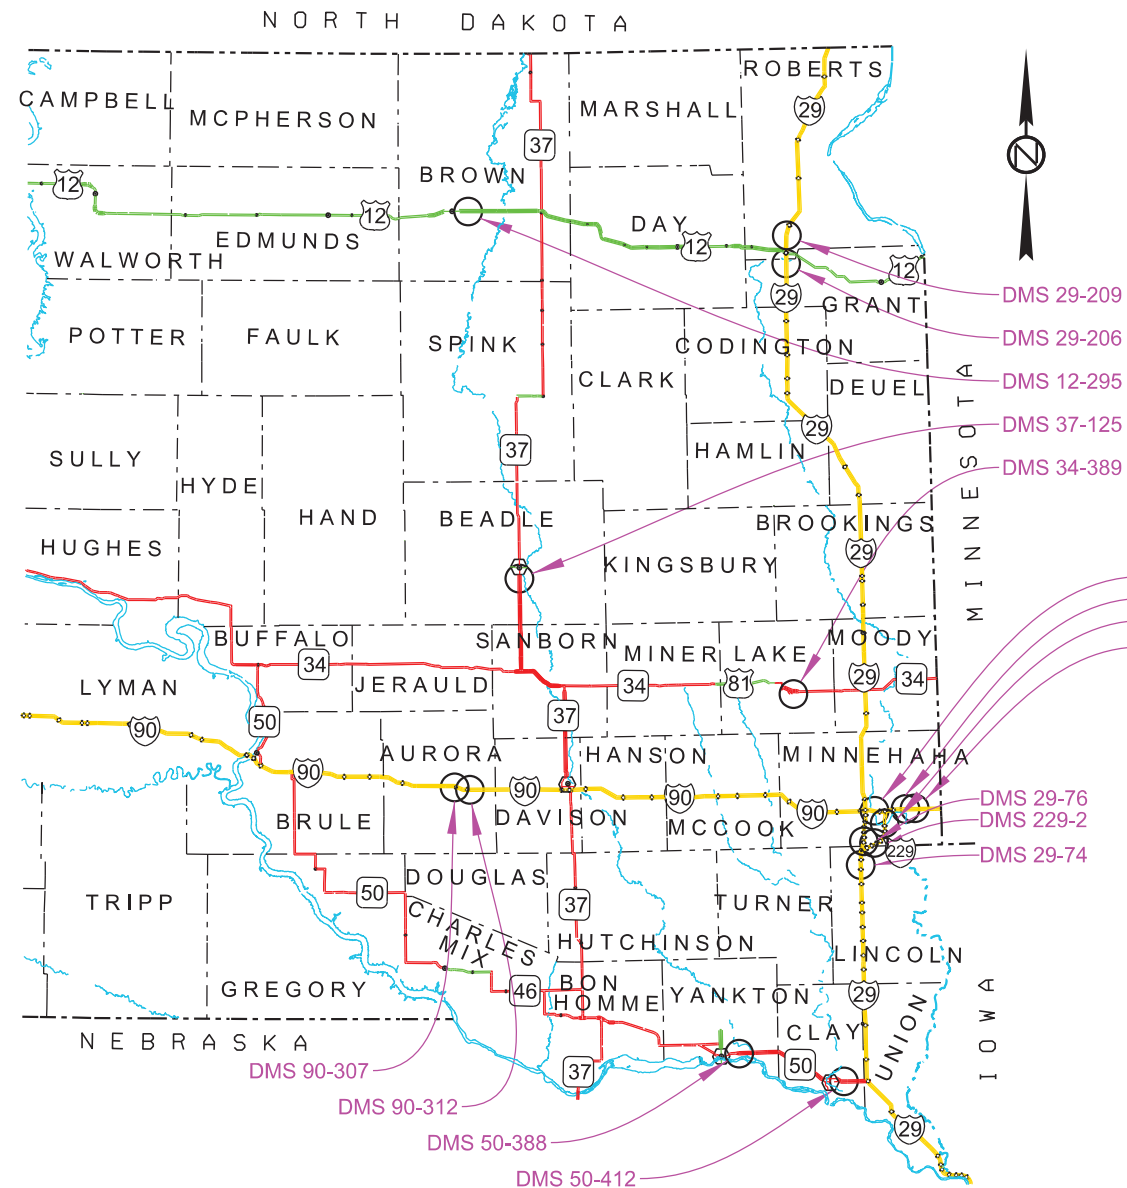 NORTH DAKOTA
ROBERTS
CAMPBELL
MCPHERSON
MARSHALL
29
37
N
BROWN
12
12
DAY
12
EDMUNDS
WALWORTH
12
29
GRANT
DMS 29-209
POTTER
FAULK
SPINK
CODINGTON
DMS 29-206
CLARK
DEUEL
DMS 12-295
MINNESOTA
29
DMS 37-125
SULLY
37
HAMLIN
DMS 34-389
HYDE
HAND
BEADLE
BROOKINGS
HUGHES
29
KINGSBURY
BUFFALO
SANBORN
MOODY
34
MINER
LAKE
LYMAN
JERAULD
34
81
29
34
50
37
90
AURORA
HANSON
MINNEHAHA
90
90
90
90
DMS 29-76
BRULE
DAVISON
MCCOOK
DMS 229-2
229
DMS 29-74
DOUGLAS
TRIPP
50
CHARLES
MIX
37
TURNER
HUTCHINSON
LINCOLN
GREGORY
46
BON
HOMME
YANKTON
29
CLAY
UNION
IOWA
NEBRASKA
50
DMS 90-307
37
DMS 90-312
29
DMS 50-388
DMS 50-412